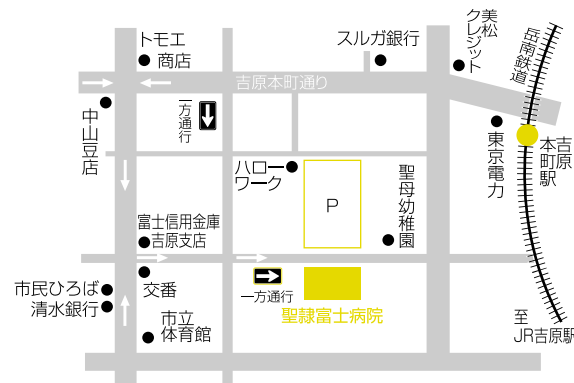 トモエ
商店
スルガ銀行
美松
クレジット
岳南鉄道
吉原本町通り
中山豆店
一方通行
東京電力
吉原
本町駅
ハロー
ワーク
P
聖母幼稚園
富士信用金庫
吉原支店
市民ひろば
清水銀行
交番
一方通行
市立
体育館
聖隷富士病院
至
JR吉原駅